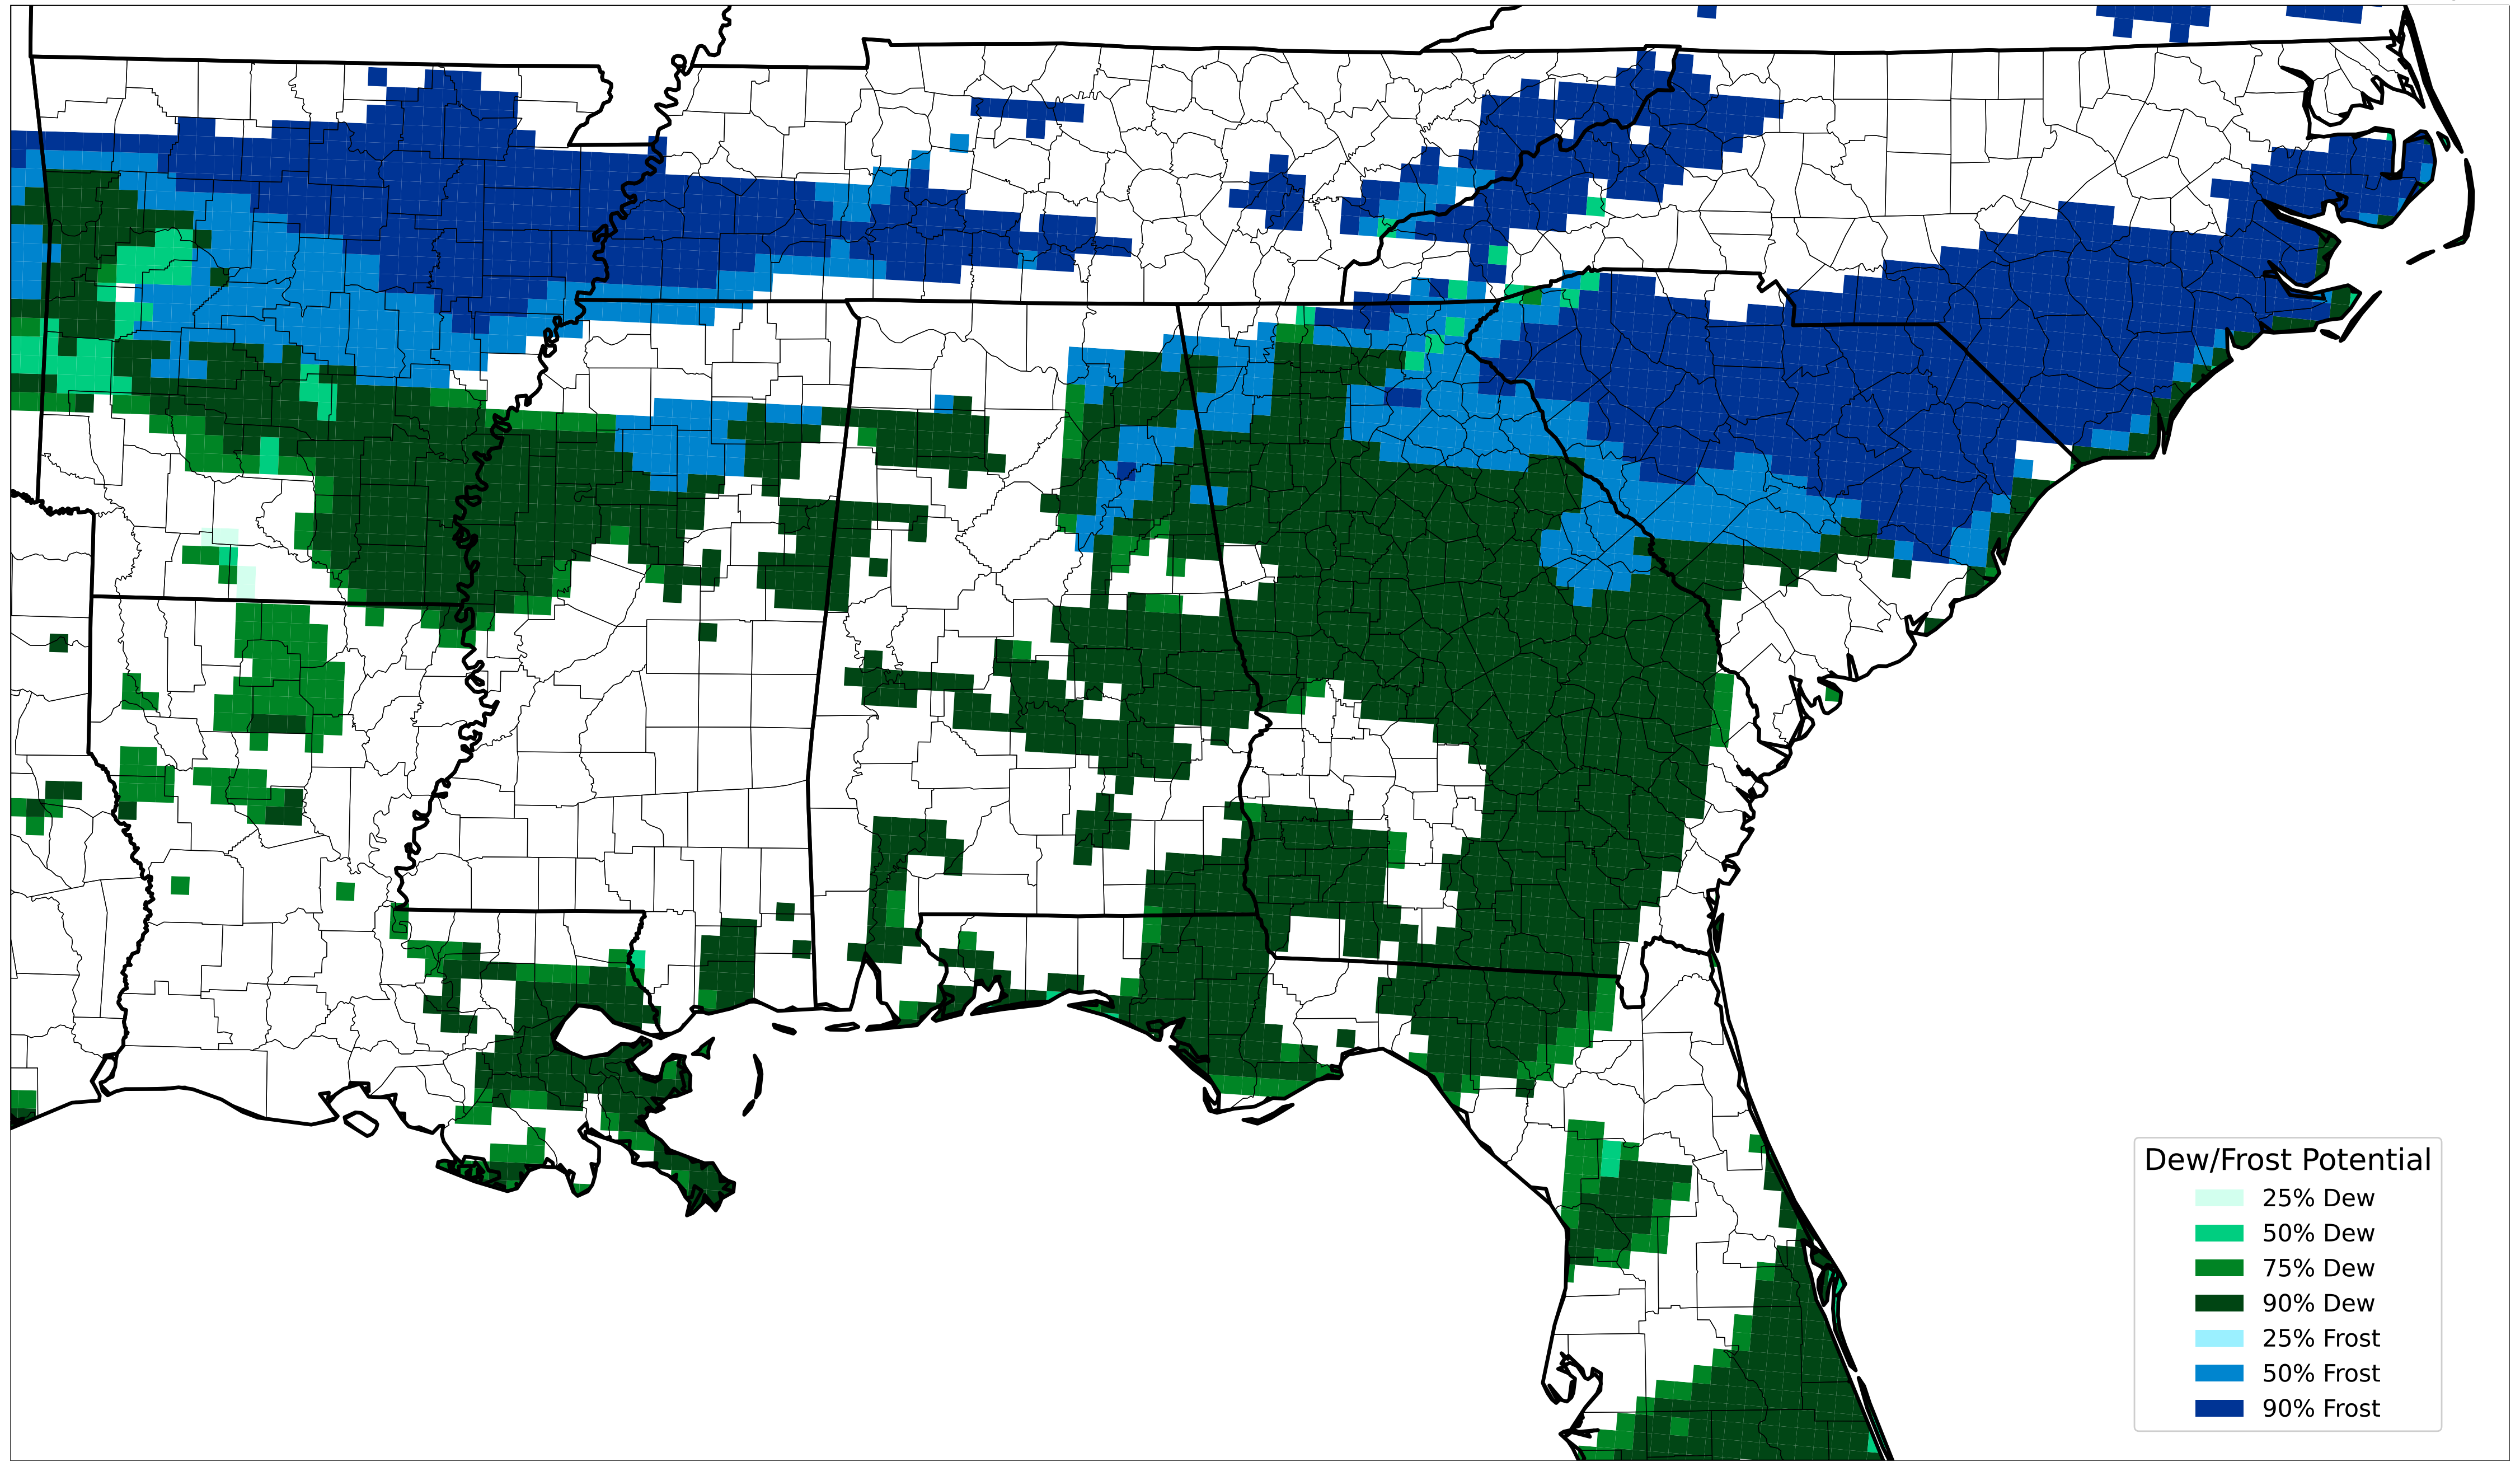 Dew/Frost Potential
25% Dew
50% Dew
75% Dew
90% Dew
25% Frost
50% Frost
90% Frost